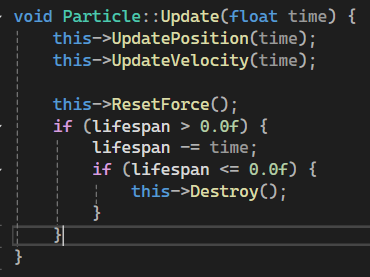 void Particle::Update(float time) {
    this->UpdatePosition(time);
    this->UpdateVelocity(time);

    this->ResetForce();
    if (lifespan > 0.0f) {
        lifespan -= time;
        if (lifespan <= 0.0f) {
            this->Destroy();
        }
    }
}